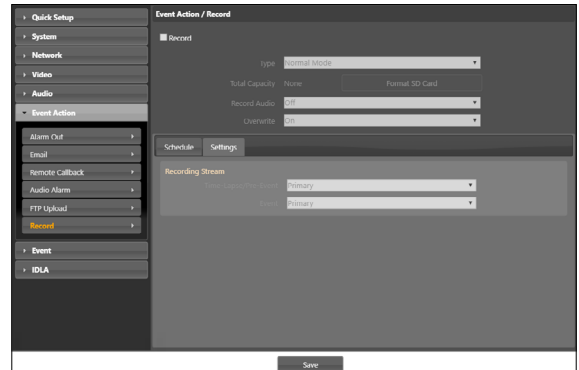 Quick Setup
System
Network
Video
Audio
Event Action
Alarm Out
Email
Remote Callback
Audio Alarm
FTP Upload
Record
Event
IDLA
Event Action / Record
Record
Type Normal Mode
Total Capacity None Format SD Card
Record Audio Off
Overwrite On
Schedule Settings
Recording Stream
Primary
Primary
Save